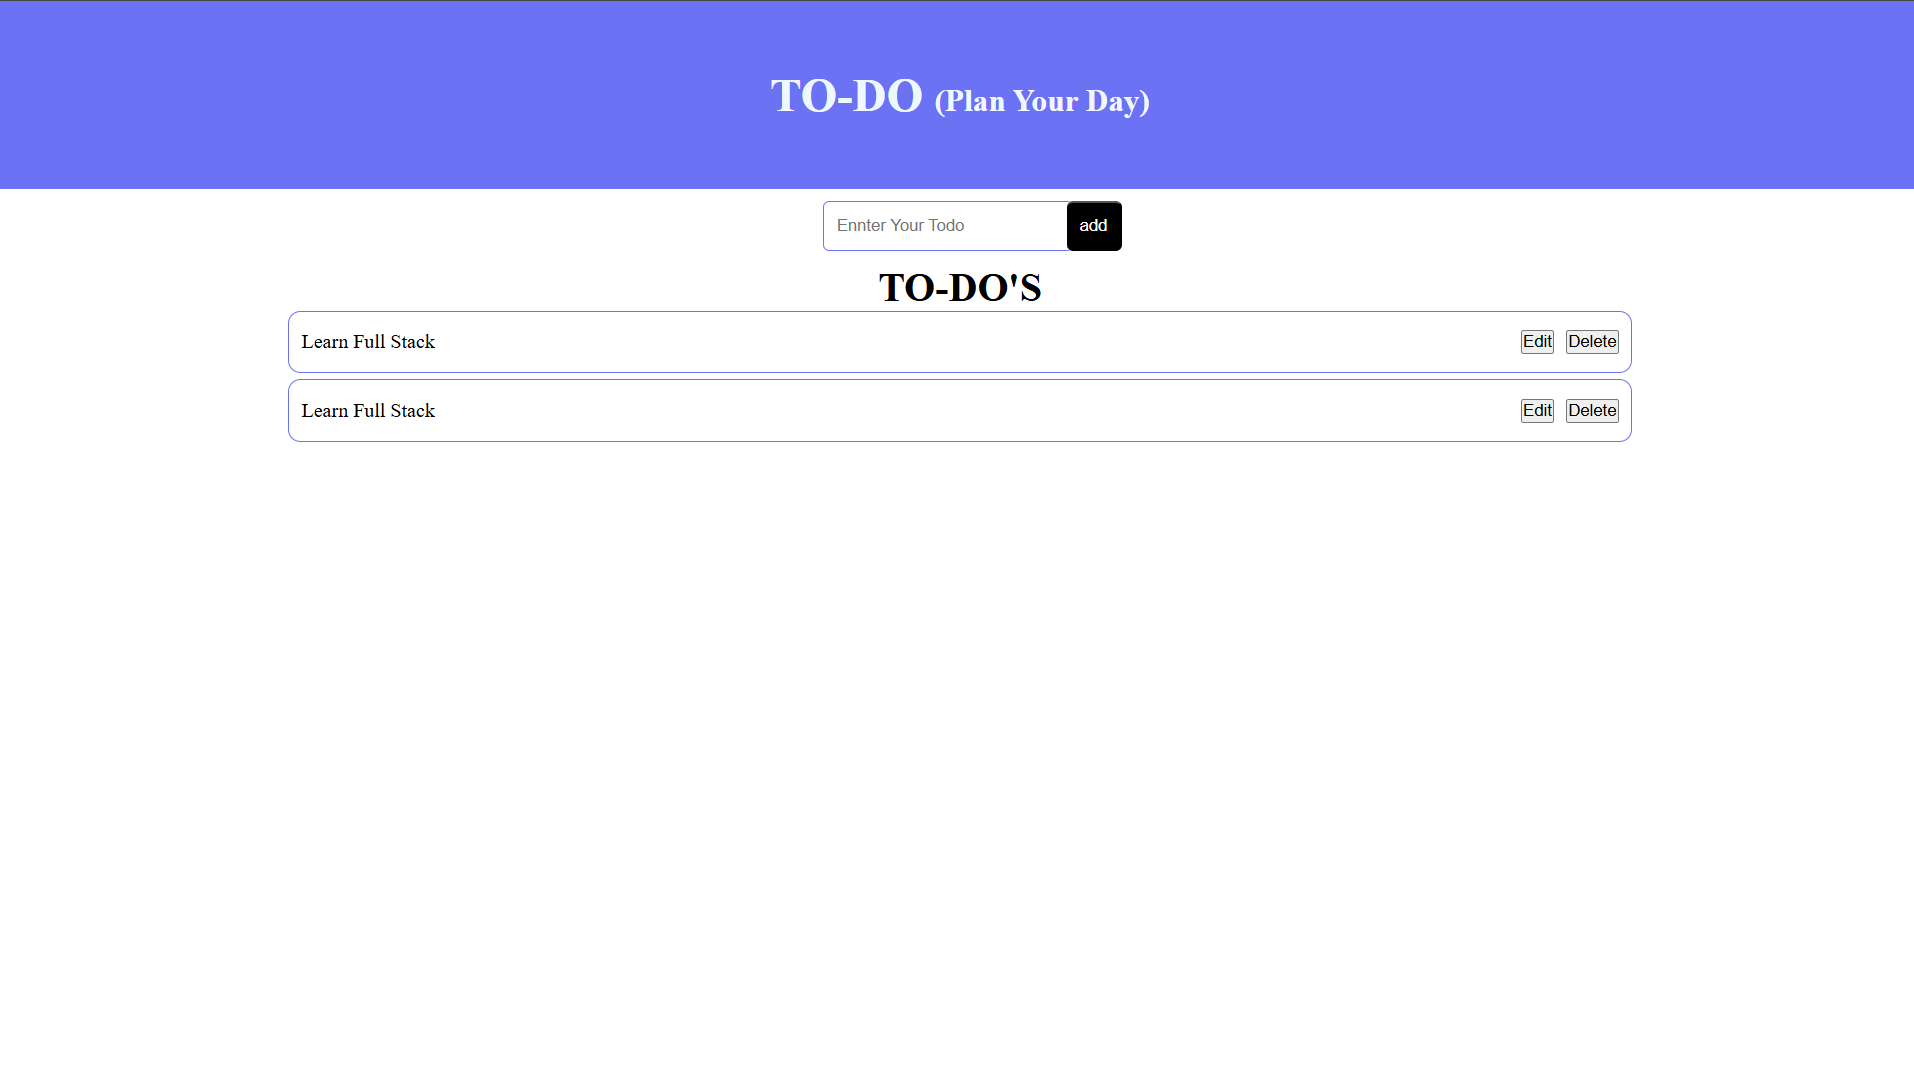 TO-DO (Plan Your Day)
Ennter Your Todo add
TO-DO'S
Learn Full Stack Edit Delete
Learn Full Stack Edit Delete